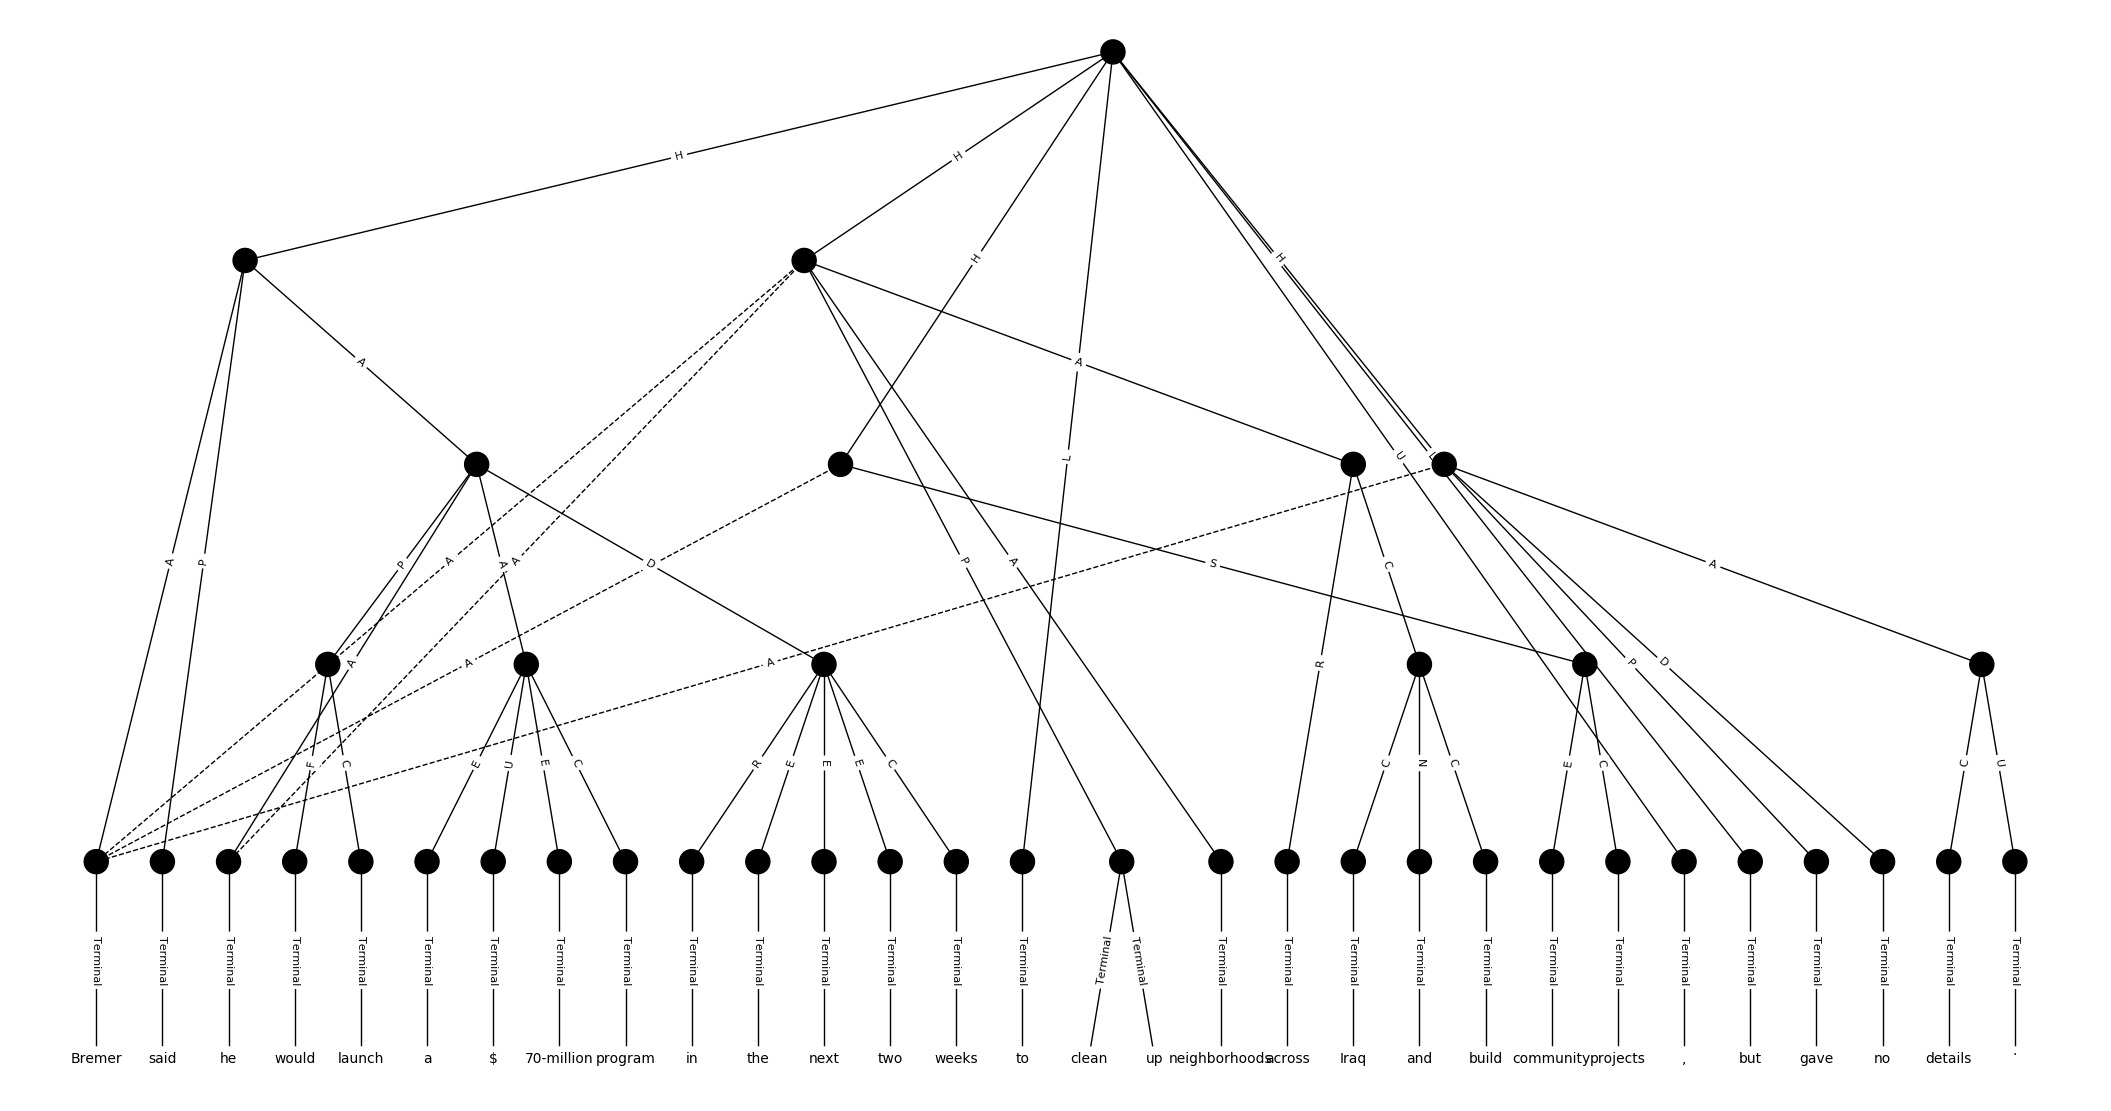 H
H
H
A
L
H
A
U
L
A
P
P
A
A
A
A
D
P
A
S
C
A
A
A
A
R
P
D
F
C
E
U
E
C
R
E
E
E
C
C
N
C
E
C
C
U
Terminal Terminal Terminal Terminal Terminal Terminal Terminal Terminal Terminal Terminal Terminal Terminal Terminal Terminal Terminal Terminal Terminal Terminal Terminal Terminal Terminal Terminal Terminal Terminal Terminal Terminal Terminal Terminal Terminal Terminal
Bremer said he would launch a $ 70-million program in the next two weeks to clean up neighborhoods across Iraq and build community projects , but gave no details .